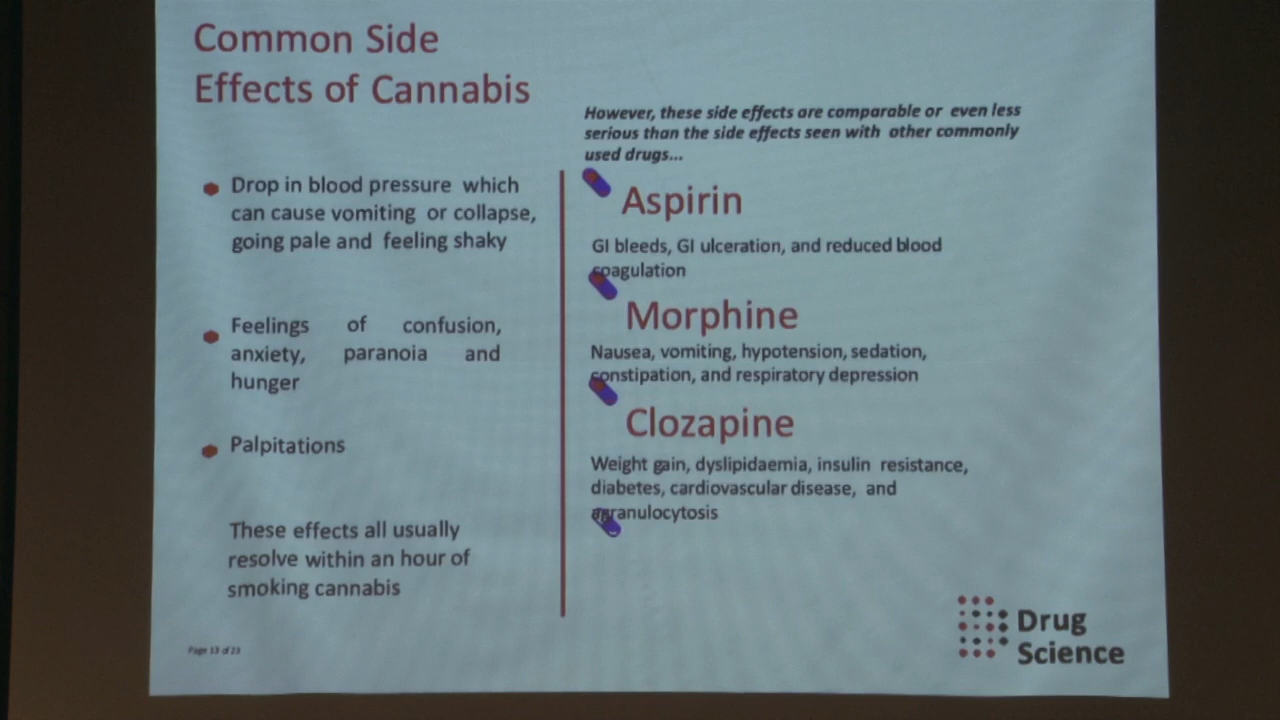 Common Side
Effects of Cannabis
Drop in blood pressure which
can cause vomiting or collapse,
going pale and feeling shaky
Feelings of confusion,
anxiety, paranoia and
hunger
Palpitations
These effects all usually
resolve within an hour of
smoking cannabis
However, these side effects are comparable or even less
serious than the side effects seen with other commonly
used drugs...
Aspirin
GI bleeds, GI ulceration, and reduced blood
coagulation
Morphine
Nausea, vomiting, hypotension, sedation,
constipation, and respiratory depression
Clozapine
Weight gain, dyslipidaemia, insulin resistance,
diabetes, cardiovascular disease, and
agranulocytosis
Page 13 of 23
Drug
Science